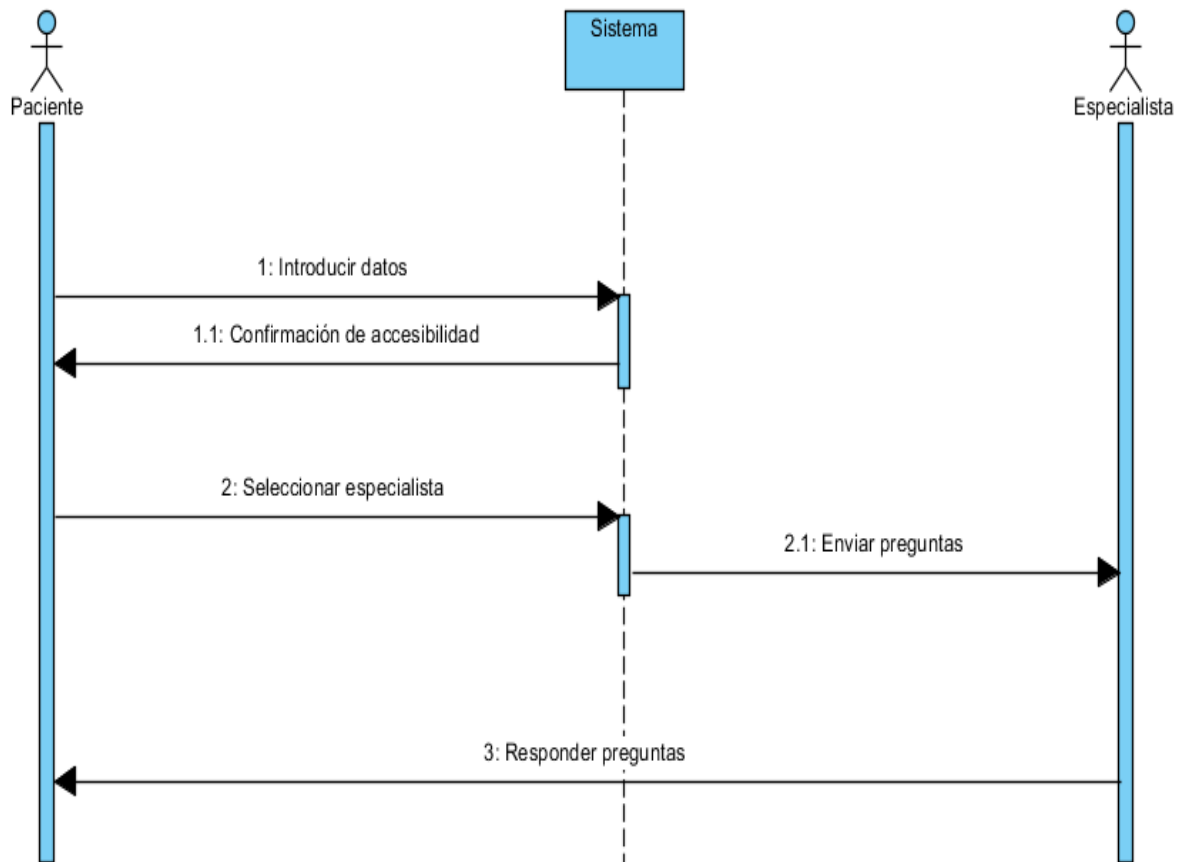 Sistema
Paciente
Especialista
1: Introducir datos
1.1: Confirmación de accesibilidad
2: Seleccionar especialista
2.1: Enviar preguntas
3: Responder preguntas